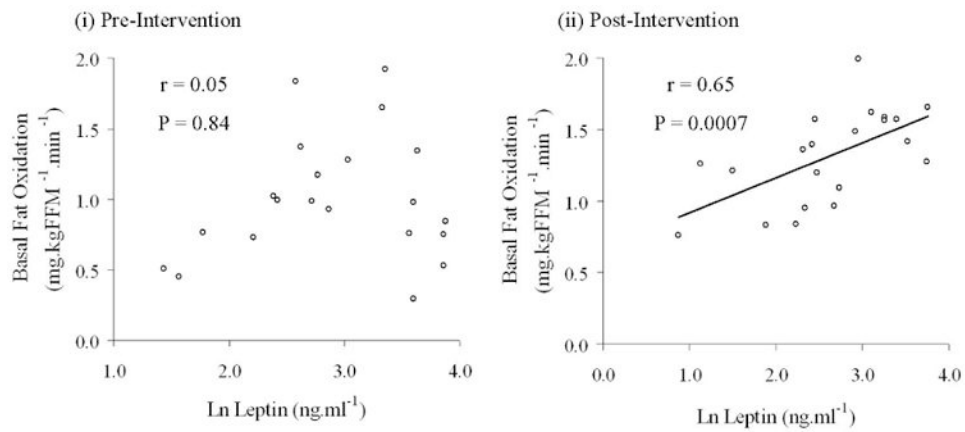 (i) Pre-Intervention
Basal Fat Oxidation
(mg.kgFFM⁻¹.min⁻¹)
2.0
1.5
1.0
0.5
0.0
r = 0.05
P = 0.84
1.0
2.0
3.0
4.0
Ln Leptin (ng.ml⁻¹)
(ii) Post-Intervention
Basal Fat Oxidation
(mg.kgFFM⁻¹.min⁻¹)
2.0
1.5
1.0
0.5
0.0
r = 0.65
P = 0.0007
0.0
1.0
2.0
3.0
4.0
Ln Leptin (ng.ml⁻¹)